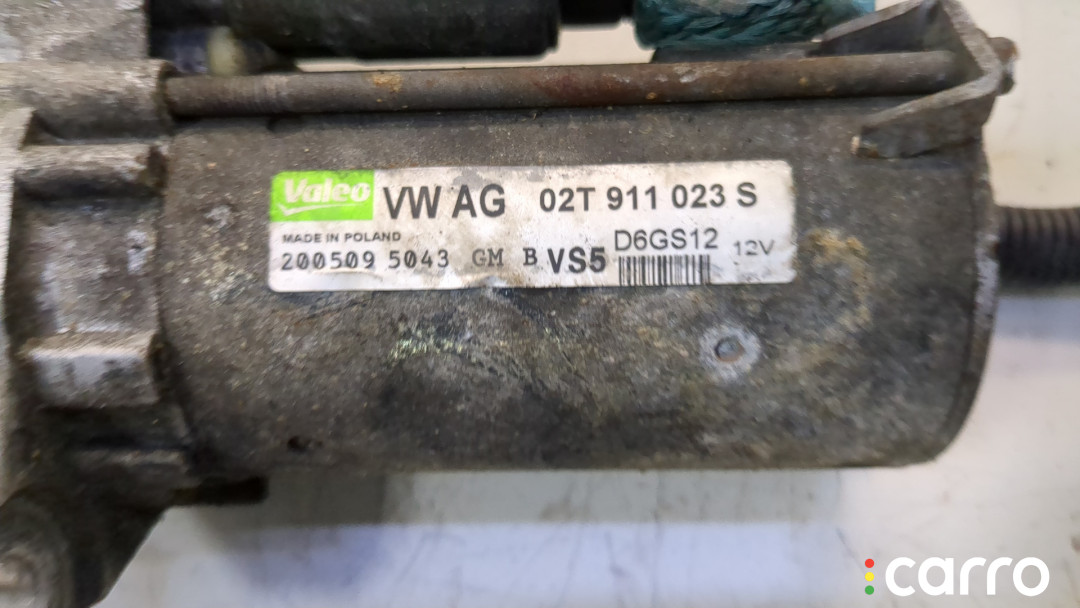 Valeo VW AG 02T 911 023 S
MADE IN POLAND
200509 5043 GM B VS5 D6GS12 12V
carro